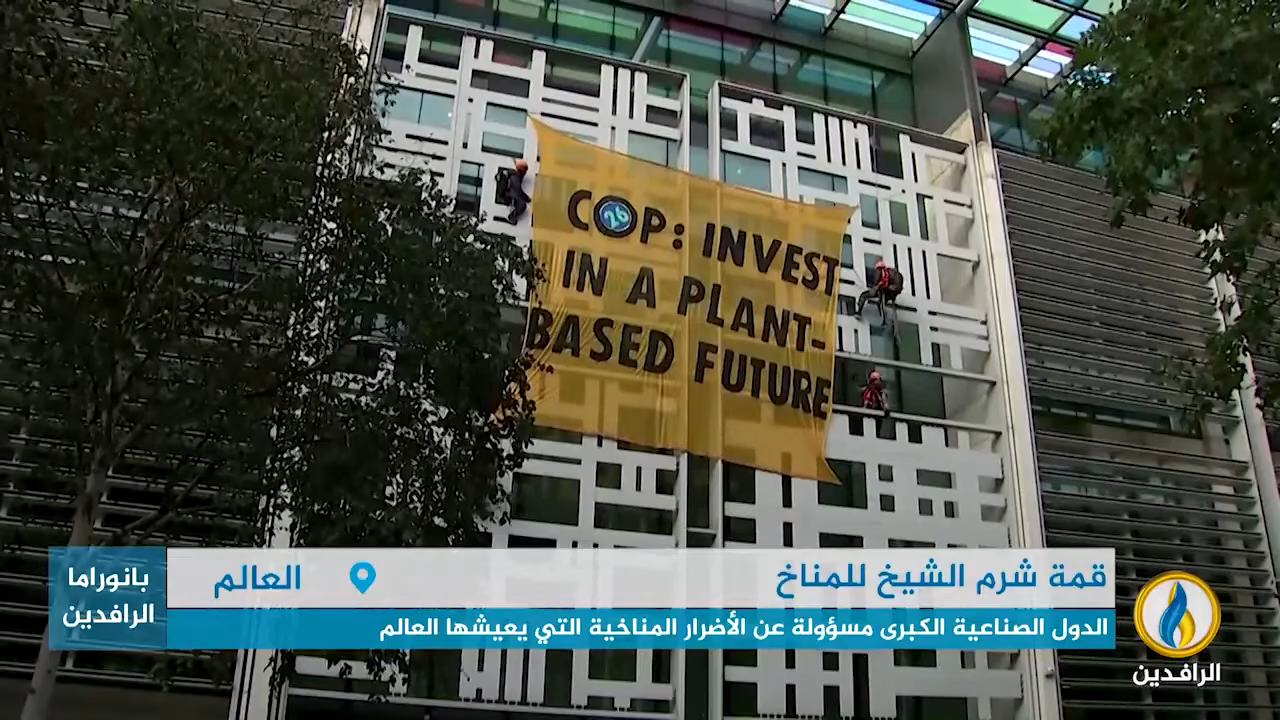 COP: INVEST
26
IN A PLANT-
BASED FUTURE
قمة شرم الشيخ للمناخ
العالم
الدول الصناعية الكبرى مسؤولة عن الأضرار المناخية التي يعيشها العالم
بانوراما
الرافدين
الرافدين